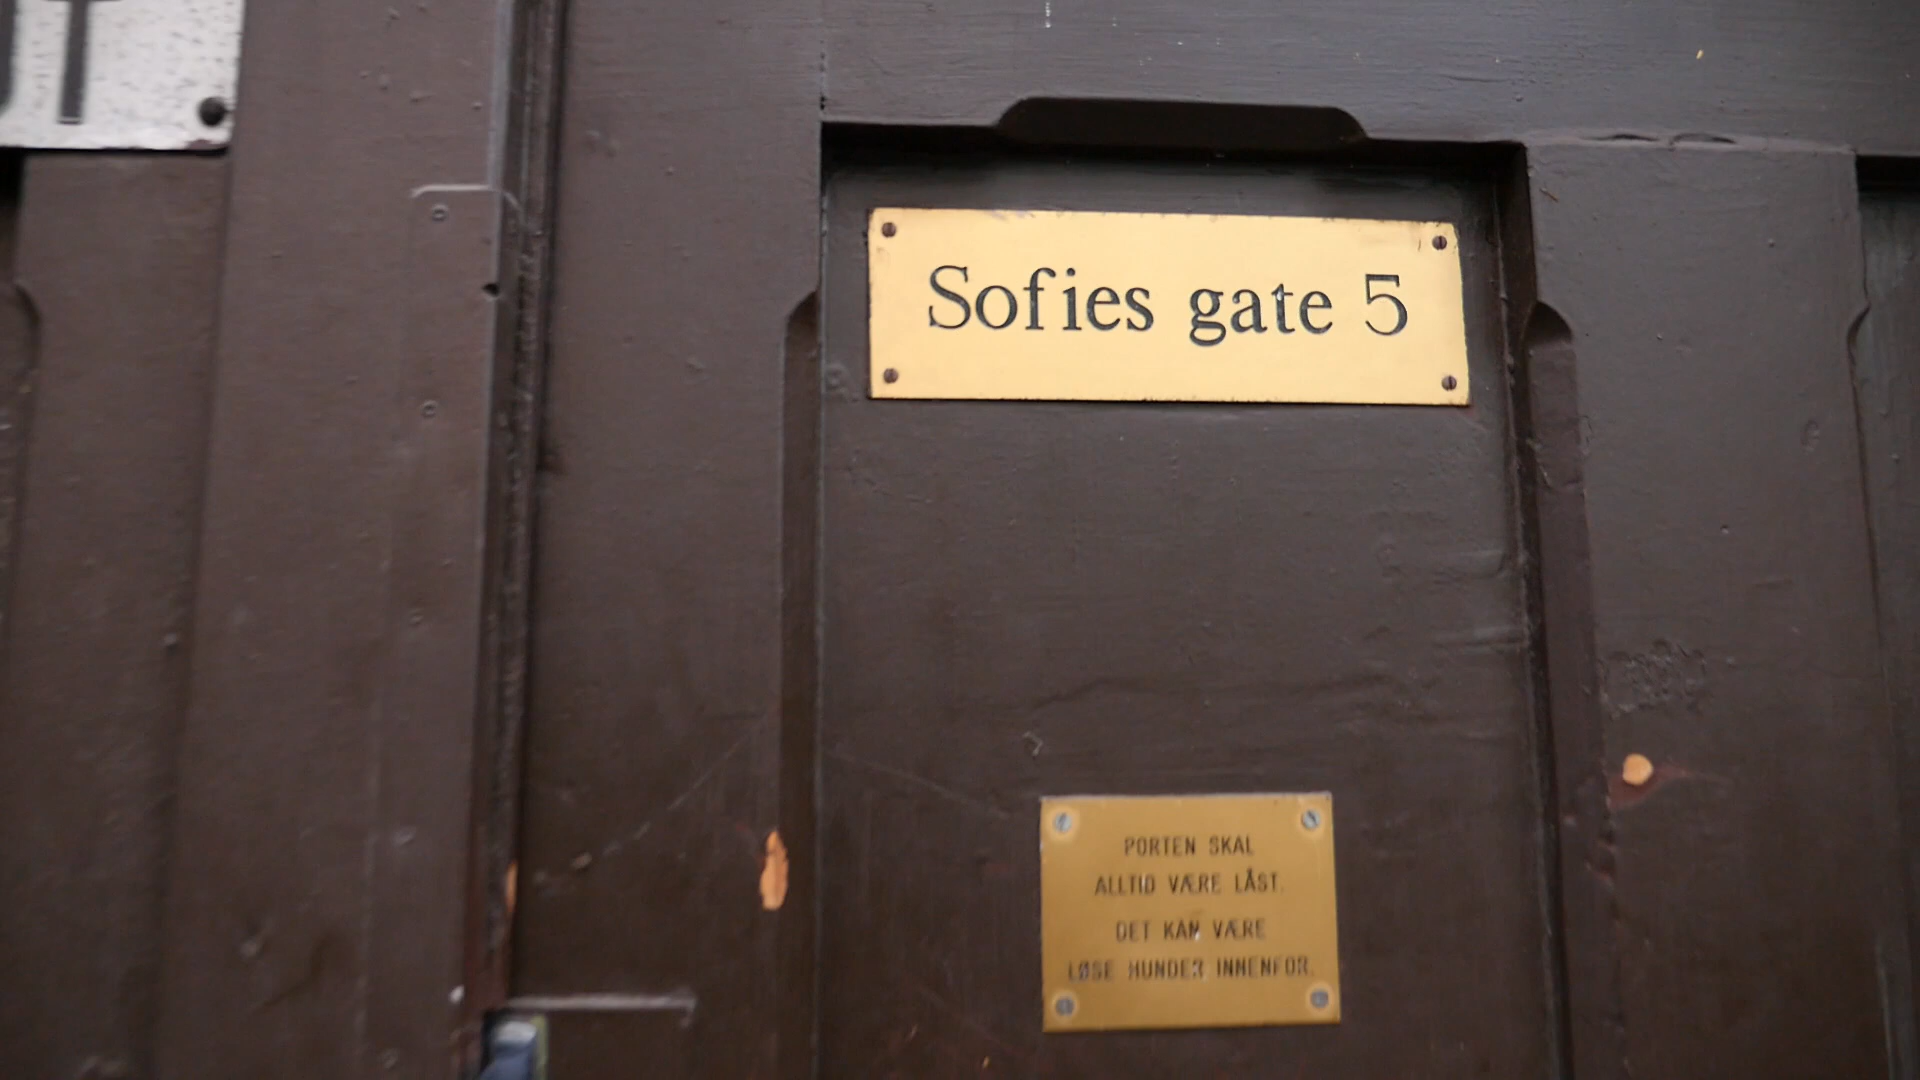 Sofies gate 5
PORTEN SKAL
ALLTID VÆRE LÅST.
DET KAN VÆRE
LØSE HUNDER INNENFOR.